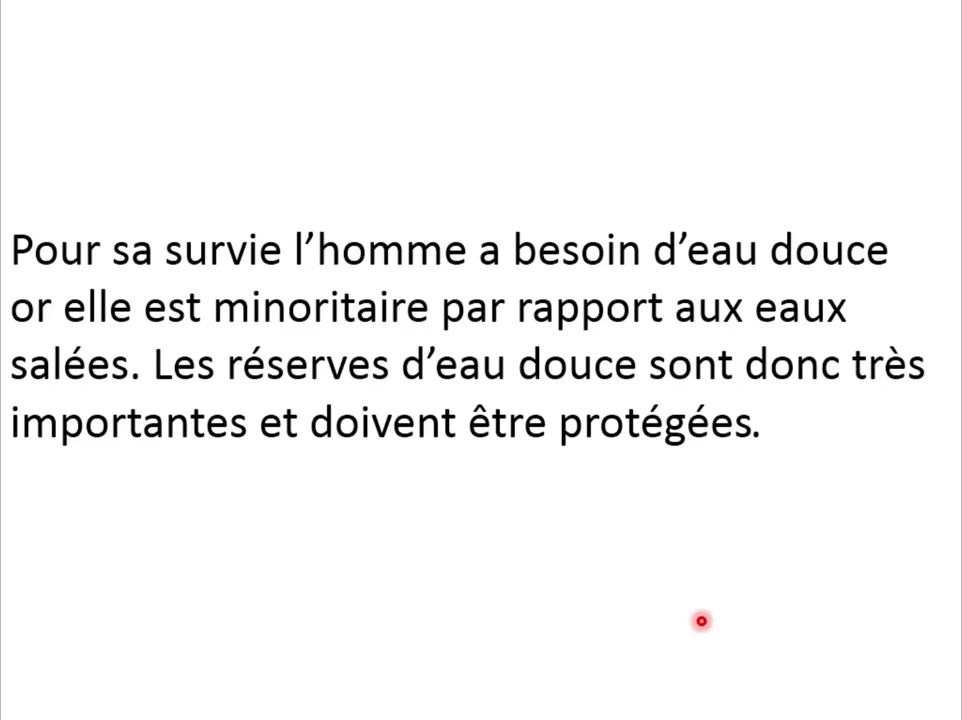 Pour sa survie l’homme a besoin d’eau douce
or elle est minoritaire par rapport aux eaux
salées. Les réserves d’eau douce sont donc très
importantes et doivent être protégées.